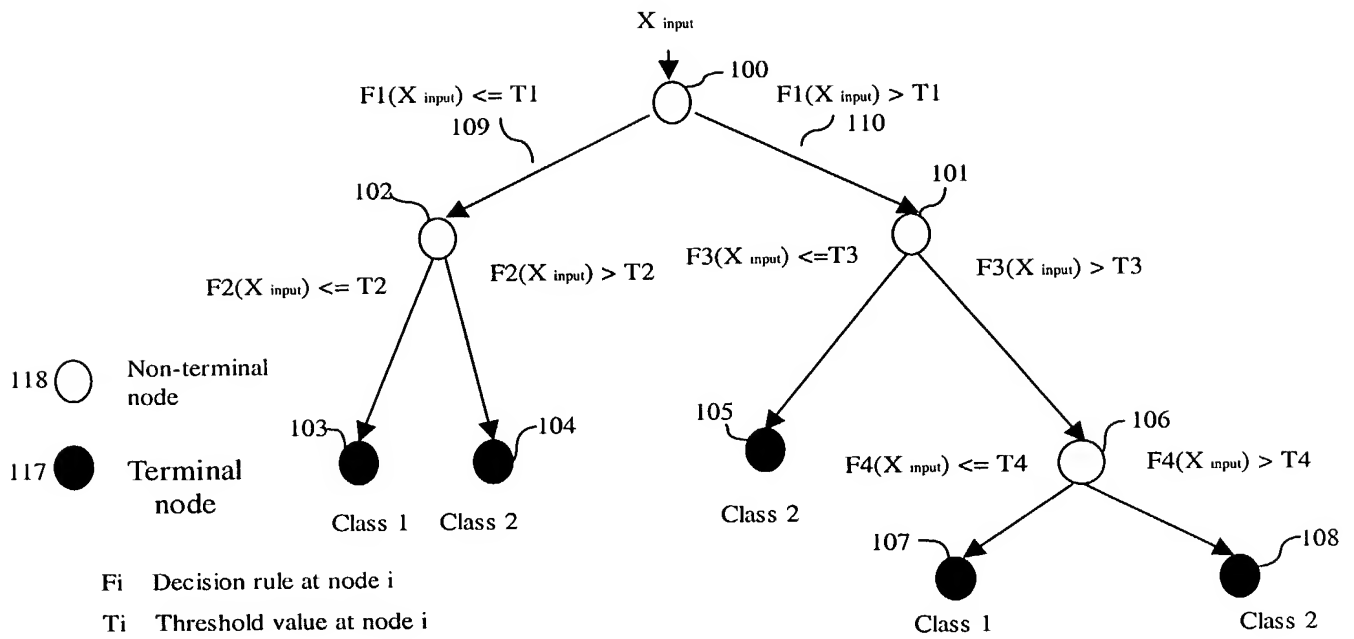 X input
100
F1(X input) <= T1
F1(X input) > T1
109
110
102
101
F2(X input) <= T2
F2(X input) > T2
F3(X input) <=T3
F3(X input) > T3
118
Non-terminal
node
103
104
105
106
117
Terminal
node
F4(X input) <= T4
F4(X input) > T4
Class 1
Class 2
Class 2
107
108
Fi Decision rule at node i
Class 1
Class 2
Ti Threshold value at node i